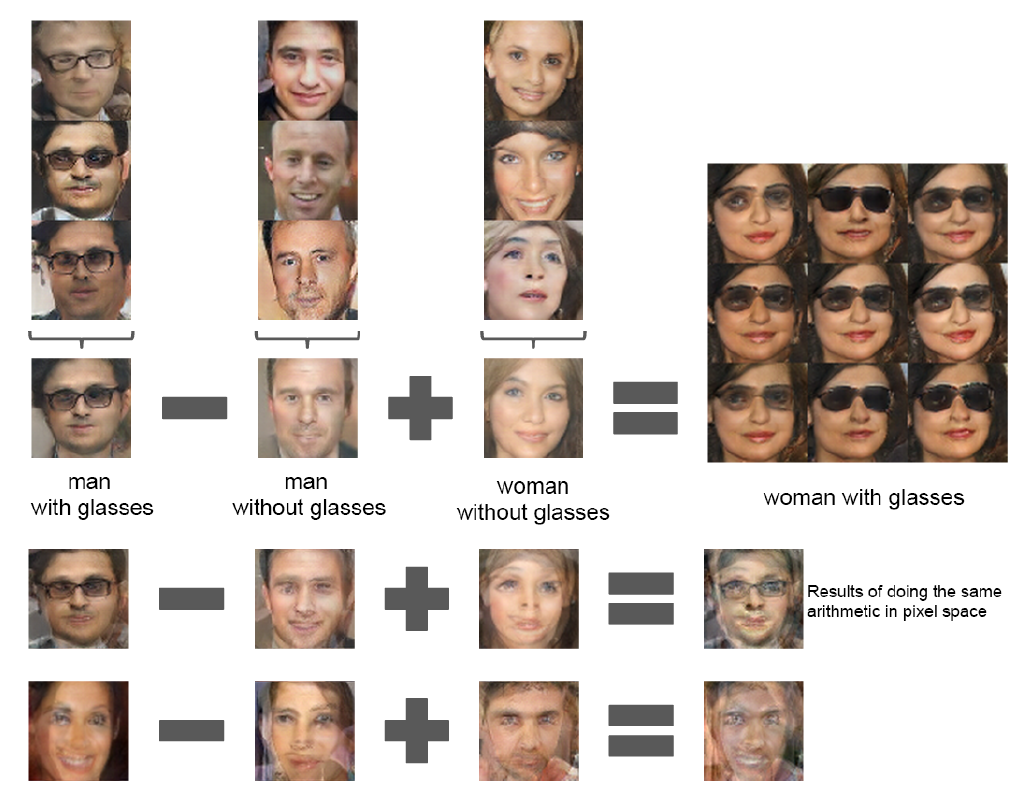 man
with glasses
man
without glasses
woman
without glasses
woman with glasses
Results of doing the same
arithmetic in pixel space